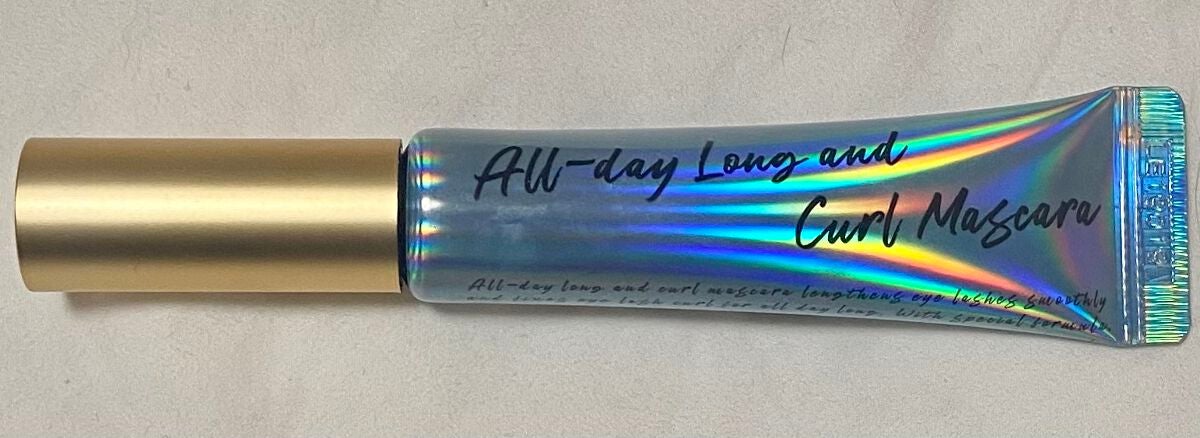 All-day Long and
Curl Mascara
All-day long and curl mascara lengthens eye lashes smoothly
and fixes eye lash curl for all day long. With special formula.